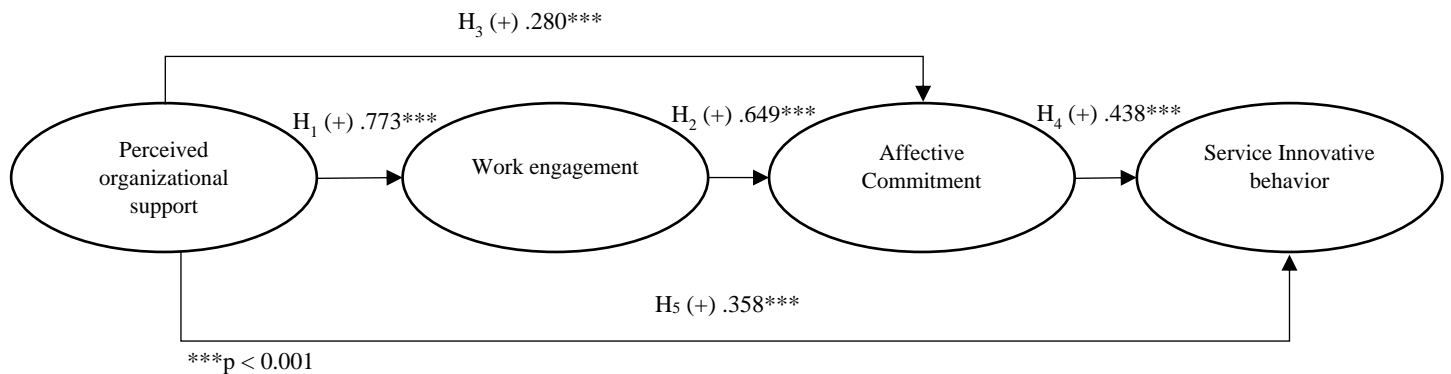 H3 (+) .280***
H1 (+) .773***
H2 (+) .649***
H4 (+) .438***
Perceived
organizational
support
Work engagement
Affective
Commitment
Service Innovative
behavior
H5 (+) .358***
***p < 0.001